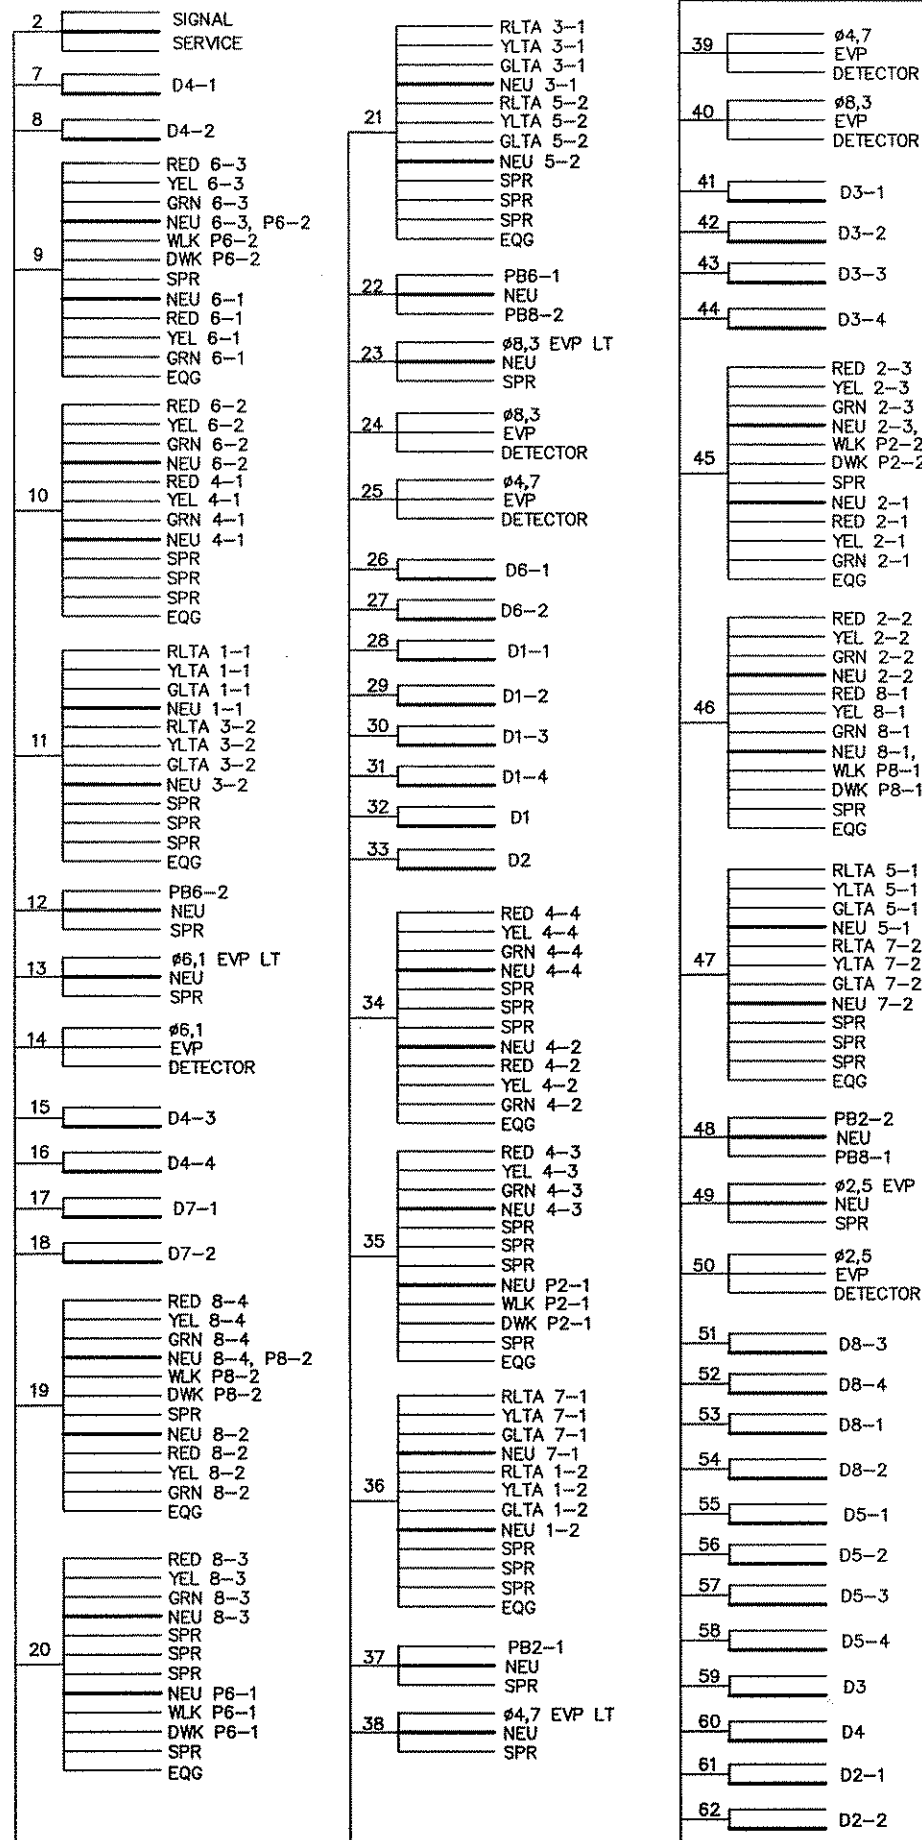 2
SIGNAL
SERVICE
7
D4-1
8
D4-2
9
RED 6-3
YEL 6-3
GRN 6-3
NEU 6-3, P6-2
WLK P6-2
DWK P6-2
SPR
NEU 6-1
RED 6-1
YEL 6-1
GRN 6-1
EQG
10
RED 6-2
YEL 6-2
GRN 6-2
NEU 6-2
RED 4-1
YEL 4-1
GRN 4-1
NEU 4-1
SPR
SPR
SPR
EQG
11
RLTA 1-1
YLTA 1-1
GLTA 1-1
NEU 1-1
RLTA 3-2
YLTA 3-2
GLTA 3-2
NEU 3-2
SPR
SPR
SPR
EQG
12
PB6-2
NEU
SPR
13
ø6,1 EVP LT
NEU
SPR
14
ø6,1
EVP
DETECTOR
15
D4-3
16
D4-4
17
D7-1
18
D7-2
19
RED 8-4
YEL 8-4
GRN 8-4
NEU 8-4, P8-2
WLK P8-2
DWK P8-2
SPR
NEU 8-2
RED 8-2
YEL 8-2
GRN 8-2
EQG
20
RED 8-3
YEL 8-3
GRN 8-3
NEU 8-3
SPR
SPR
SPR
NEU P6-1
WLK P6-1
DWK P6-1
SPR
EQG
21
RLTA 3-1
YLTA 3-1
GLTA 3-1
NEU 3-1
RLTA 5-2
YLTA 5-2
GLTA 5-2
NEU 5-2
SPR
SPR
SPR
EQG
22
PB6-1
NEU
PB8-2
23
ø8,3 EVP LT
NEU
SPR
24
ø8,3
EVP
DETECTOR
25
ø4,7
EVP
DETECTOR
26
D6-1
27
D6-2
28
D1-1
29
D1-2
30
D1-3
31
D1-4
32
D1
33
D2
34
RED 4-4
YEL 4-4
GRN 4-4
NEU 4-4
SPR
SPR
SPR
NEU 4-2
RED 4-2
YEL 4-2
GRN 4-2
EQG
35
RED 4-3
YEL 4-3
GRN 4-3
NEU 4-3
SPR
SPR
SPR
NEU P2-1
WLK P2-1
DWK P2-1
SPR
EQG
36
RLTA 7-1
YLTA 7-1
GLTA 7-1
NEU 7-1
RLTA 1-2
YLTA 1-2
GLTA 1-2
NEU 1-2
SPR
SPR
SPR
EQG
37
PB2-1
NEU
SPR
38
ø4,7 EVP LT
NEU
SPR
39
ø4,7
EVP
DETECTOR
40
ø8,3
EVP
DETECTOR
41
D3-1
42
D3-2
43
D3-3
44
D3-4
45
RED 2-3
YEL 2-3
GRN 2-3
NEU 2-3,
WLK P2-2
DWK P2-2
SPR
NEU 2-1
RED 2-1
YEL 2-1
GRN 2-1
EQG
46
RED 2-2
YEL 2-2
GRN 2-2
NEU 2-2
RED 8-1
YEL 8-1
GRN 8-1
NEU 8-1,
WLK P8-1
DWK P8-1
SPR
EQG
47
RLTA 5-1
YLTA 5-1
GLTA 5-1
NEU 5-1
RLTA 7-2
YLTA 7-2
GLTA 7-2
NEU 7-2
SPR
SPR
SPR
EQG
48
PB2-2
NEU
PB8-1
49
ø2,5 EVP
NEU
SPR
50
ø2,5
EVP
DETECTOR
51
D8-3
52
D8-4
53
D8-1
54
D8-2
55
D5-1
56
D5-2
57
D5-3
58
D5-4
59
D3
60
D4
61
D2-1
62
D2-2